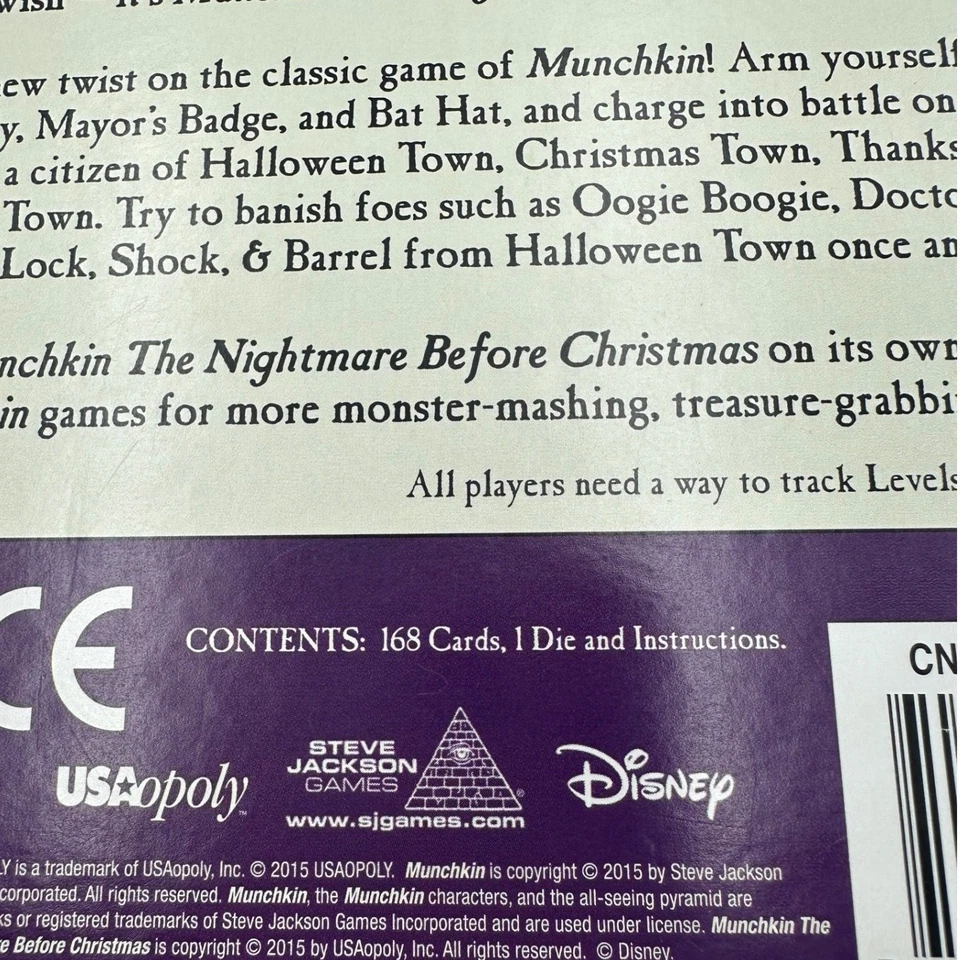 ew twist on the classic game of Munchkin! Arm yourself
y, Mayor's Badge, and Bat Hat, and charge into battle on
a citizen of Halloween Town, Christmas Town, Thanks
Town. Try to banish foes such as Oogie Boogie, Docto
Lock, Shock, & Barrel from Halloween Town once an
nchkin The Nightmare Before Christmas on its own
in games for more monster-mashing, treasure-grabbi
All players need a way to track Levels
CE
CONTENTS: 168 Cards, 1 Die and Instructions.
CN
USAopoly™
STEVE
JACKSON
GAMES
®
www.sjgames.com
Disney
LY is a trademark of USAopoly, Inc. © 2015 USAOPOLY. Munchkin is copyright © 2015 by Steve Jackson
corporated. All rights reserved. Munchkin, the Munchkin characters, and the all-seeing pyramid are
ks or registered trademarks of Steve Jackson Games Incorporated and are used under license. Munchkin The
e Before Christmas is copyright © 2015 by USAopoly, Inc. All rights reserved. © Disney.